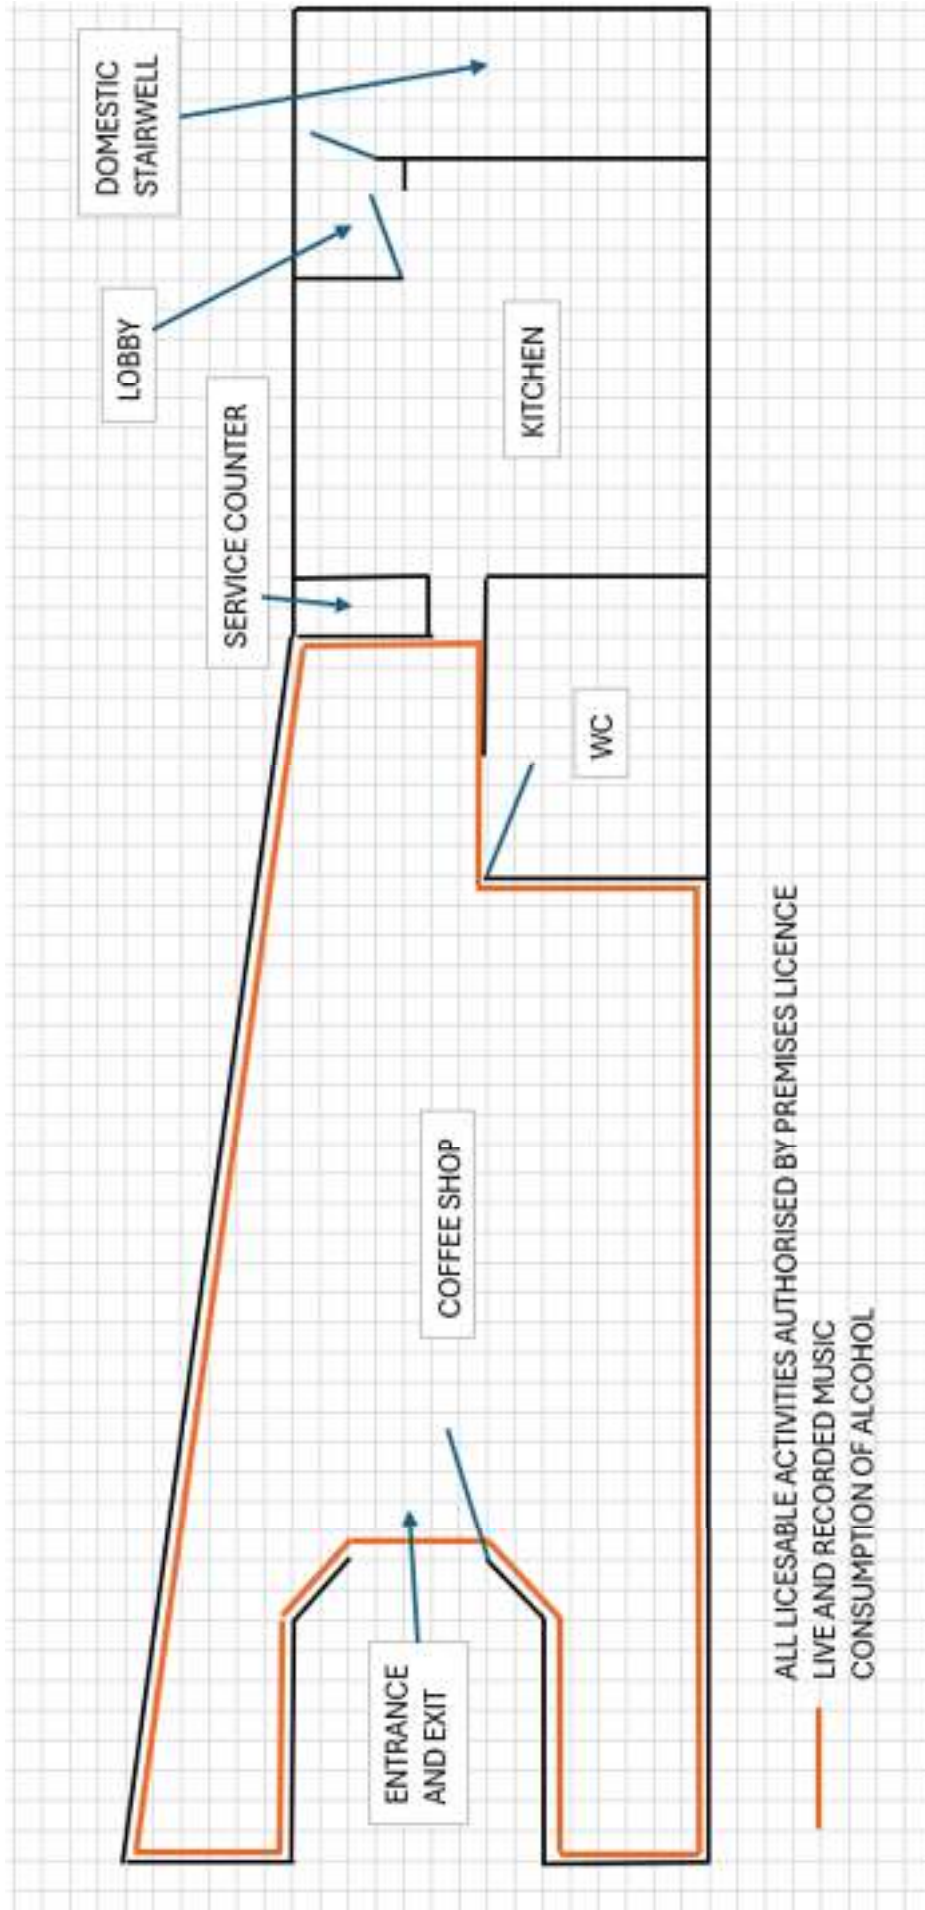 DOMESTIC
STAIRWELL
LOBBY
SERVICE COUNTER
KITCHEN
WC
COFFEE SHOP
ENTRANCE
AND EXIT
ALL LICESABLE ACTIVITIES AUTHORISED BY PREMISES LICENCE
LIVE AND RECORDED MUSIC
CONSUMPTION OF ALCOHOL